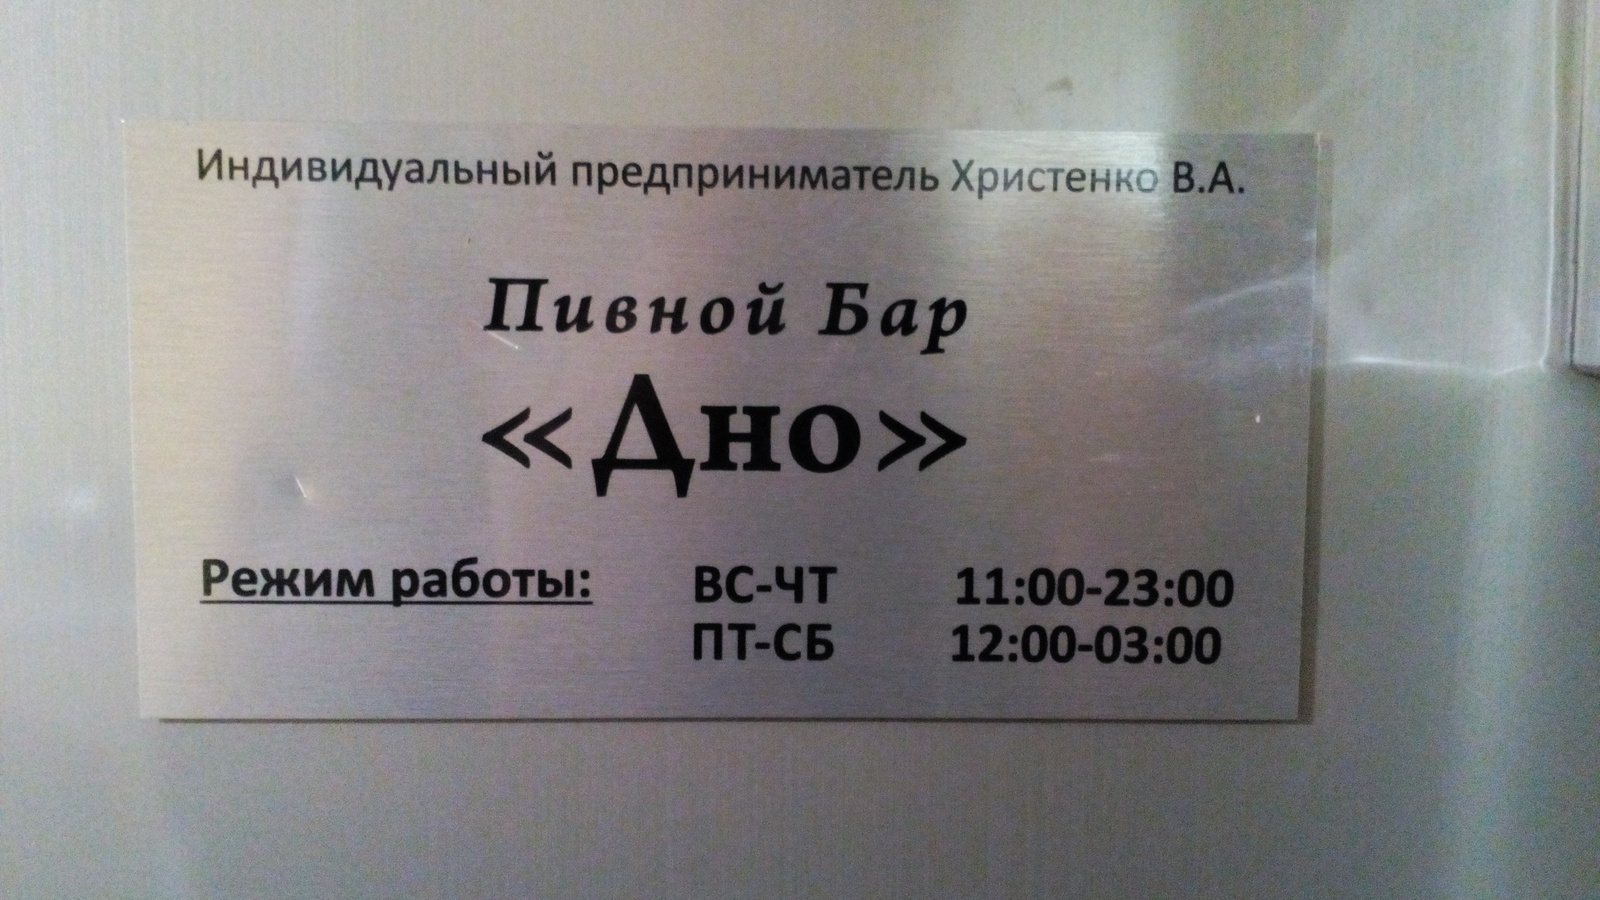 Индивидуальный предприниматель Христенко В.А.
Пивной Бар
«Дно»
Режим работы: ВС-ЧТ 11:00-23:00
ПТ-СБ 12:00-03:00